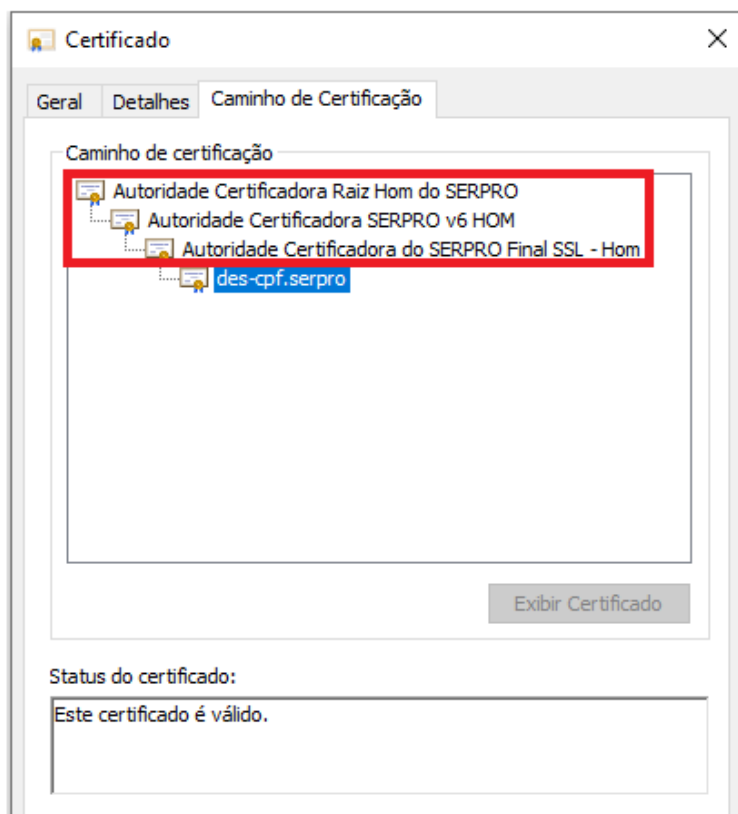 Certificado
Geral Detalhes Caminho de Certificação
Caminho de certificação
Autoridade Certificadora Raiz Hom do SERPRO
Autoridade Certificadora SERPRO v6 HOM
Autoridade Certificadora do SERPRO Final SSL - Hom
des-cpf.serpro
Exibir Certificado
Status do certificado:
Este certificado é válido.